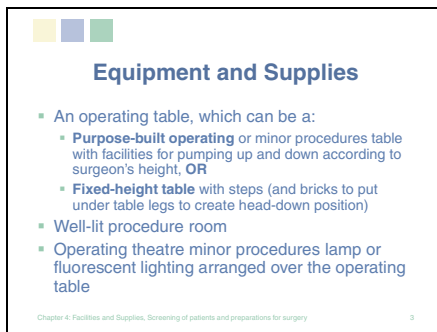 Equipment and Supplies
▪ An operating table, which can be a:
▪ Purpose-built operating or minor procedures table
with facilities for pumping up and down according to
surgeon's height, OR
▪ Fixed-height table with steps (and bricks to put
under table legs to create head-down position)
▪ Well-lit procedure room
▪ Operating theatre minor procedures lamp or
fluorescent lighting arranged over the operating
table
Chapter 4: Facilities and Supplies, Screening of patients and preparations for surgery 3